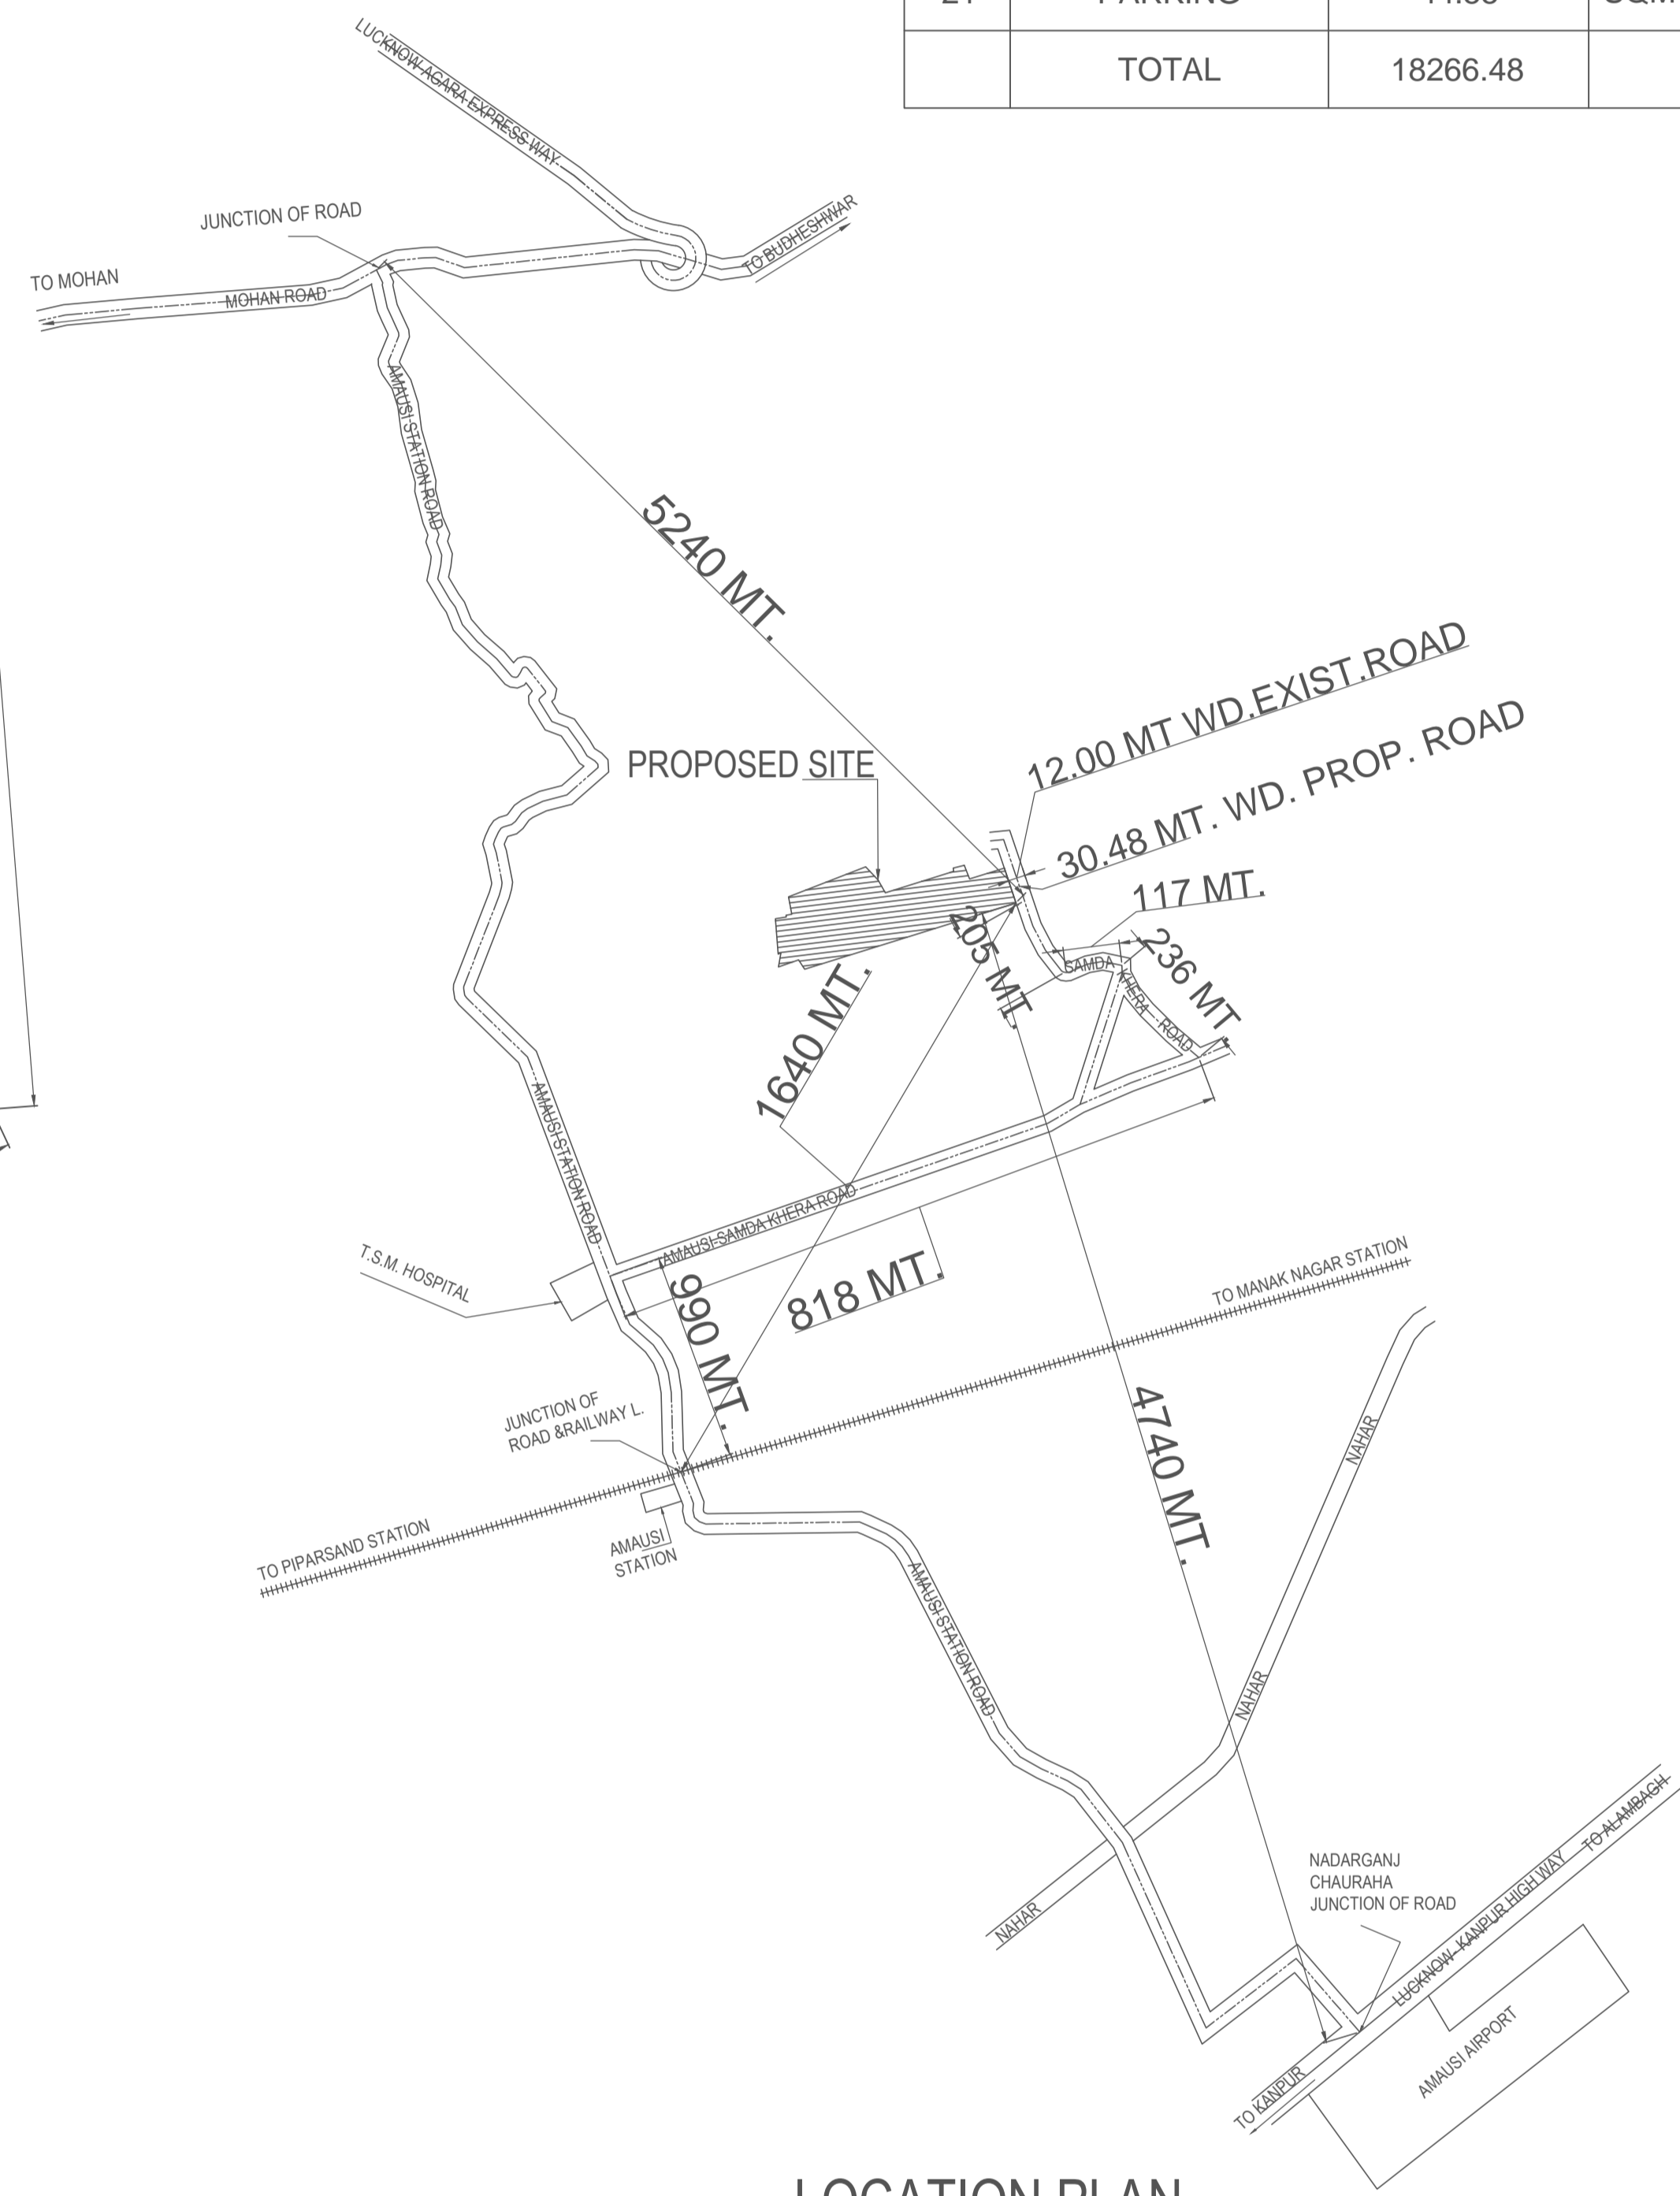 TOTAL 18266.48
LUCKNOW AGARA EXPRESS WAY
JUNCTION OF ROAD
TO BUDHESHWAR
TO MOHAN
MOHAN ROAD
AMAUSI STATION ROAD
5240 MT.
12.00 MT WD.EXIST.ROAD
30.48 MT. WD. PROP. ROAD
PROPOSED SITE
117 MT.
205 MT.
236 MT.
SAMDA KHERA ROAD
1640 MT.
AMAUSI STATION ROAD
AMAUSI-SAMDA KHERA ROAD
T.S.M. HOSPITAL
818 MT.
990 MT.
TO MANAK NAGAR STATION
JUNCTION OF
ROAD &RAILWAY L.
4740 MT.
NAHAR
TO PIPARSAND STATION
AMAUSI
STATION
AMAUSI STATION ROAD
NAHAR
TO ALAMBAGH
NADARGANJ
CHAURAHA
JUNCTION OF ROAD
LUCKNOW- KANPUR HIGH WAY
NAHAR
AMAUSI AIRPORT
TO KANPUR
LOCATION PLAN